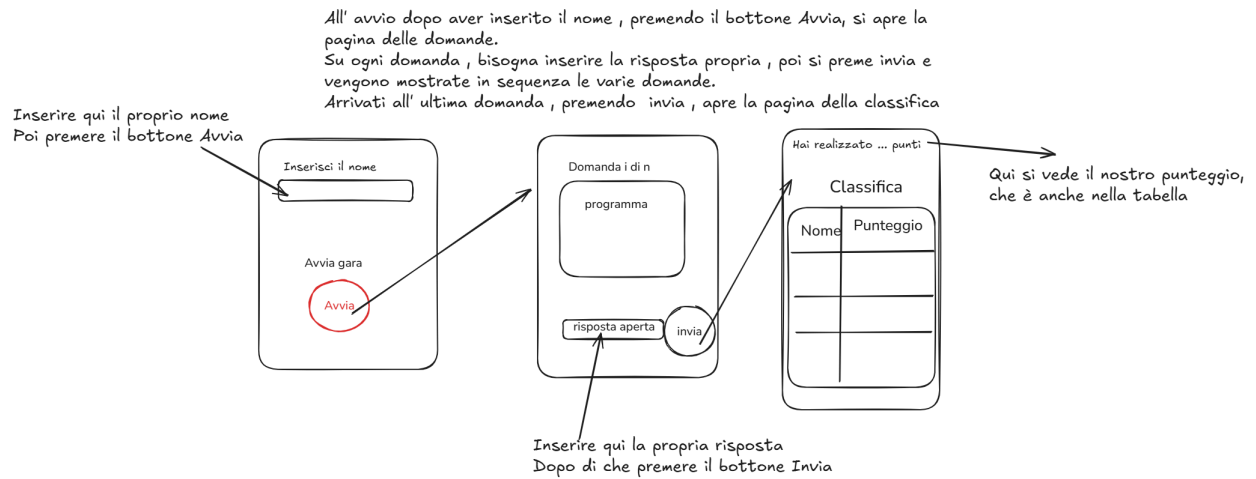 All' avvio dopo aver inserito il nome , premendo il bottone Avvia, si apre la
pagina delle domande.
Su ogni domanda , bisogna inserire la risposta propria , poi si preme invia e
vengono mostrate in sequenza le varie domande.
Arrivati all' ultima domanda , premendo invia , apre la pagina della classifica
Inserire qui il proprio nome
Poi premere il bottone Avvia
Inserisci il nome
Avvia gara
Avvia
Domanda i di n
programma
risposta aperta
invia
Inserire qui la propria risposta
Dopo di che premere il bottone Invia
Hai realizzato ... punti
Classifica
Nome
Punteggio
Qui si vede il nostro punteggio,
che è anche nella tabella